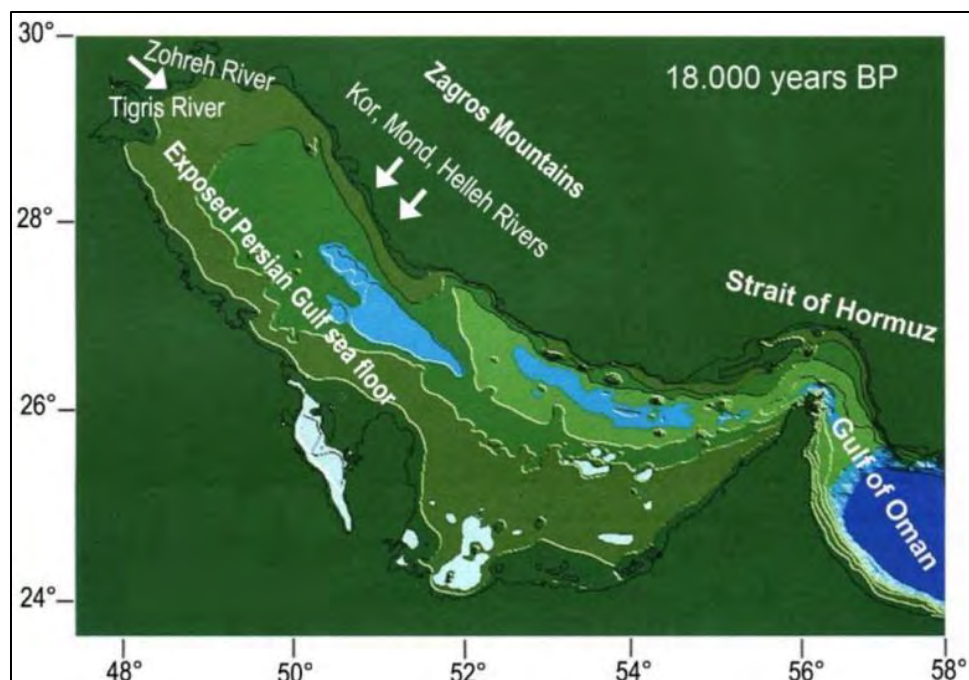 30°
28°
26°
24°
18.000 years BP
Zohreh River
Tigris River
Kor, Mond, Helleh Rivers
Zagros Mountains
Exposed Persian Gulf sea floor
Strait of Hormuz
Gulf of Oman
48°
50°
52°
54°
56°
58°